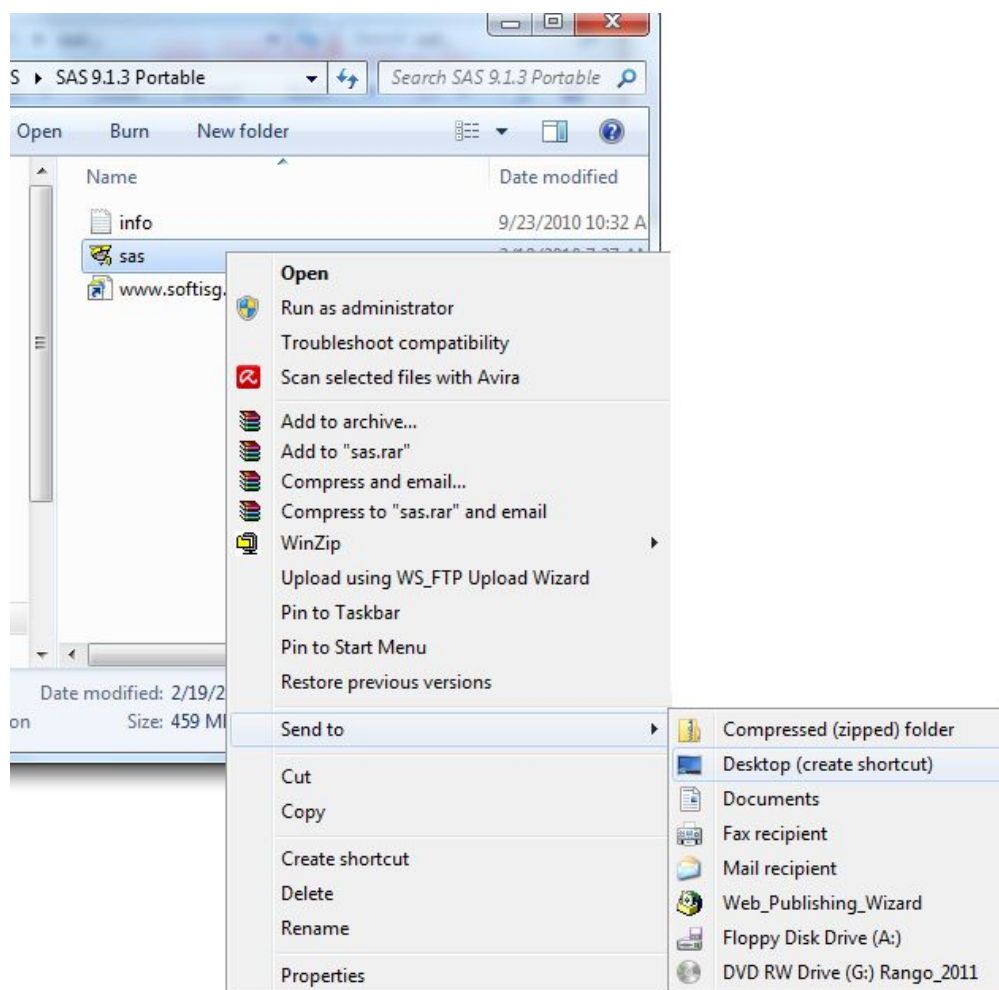 S ▸ SAS 9.1.3 Portable
Search SAS 9.1.3 Portable
Open Burn New folder
Name Date modified
info 9/23/2010 10:32 A
sas
www.softisg.
Open
Run as administrator
Troubleshoot compatibility
Scan selected files with Avira
Add to archive...
Add to "sas.rar"
Compress and email...
Compress to "sas.rar" and email
WinZip
Upload using WS_FTP Upload Wizard
Pin to Taskbar
Pin to Start Menu
Restore previous versions
Date modified: 2/19/2
on Size: 459 M
Send to
Cut
Copy
Create shortcut
Delete
Rename
Properties
Compressed (zipped) folder
Desktop (create shortcut)
Documents
Fax recipient
Mail recipient
Web_Publishing_Wizard
Floppy Disk Drive (A:)
DVD RW Drive (G:) Rango_2011